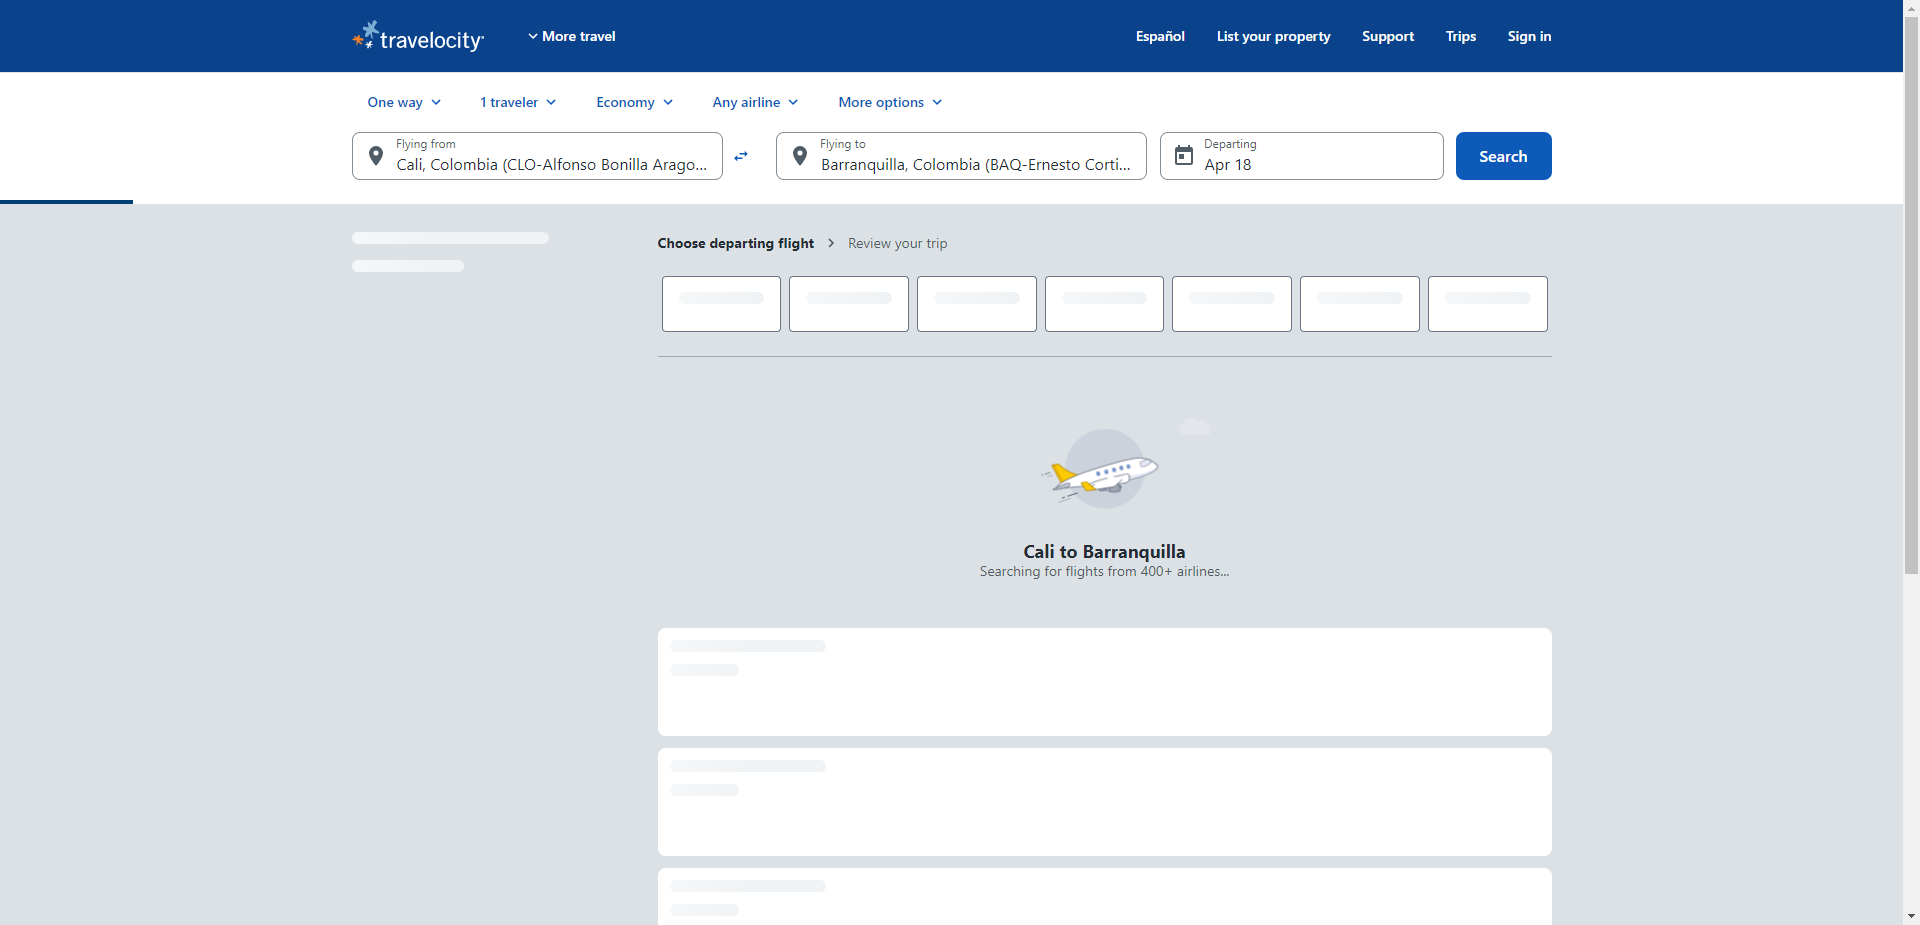 travelocity
More travel
Español
List your property
Support
Trips
Sign in
One way
1 traveler
Economy
Any airline
More options
Flying from
Cali, Colombia (CLO-Alfonso Bonilla Arago...
Flying to
Barranquilla, Colombia (BAQ-Ernesto Corti...
Departing
Apr 18
Search
Choose departing flight
Review your trip
Cali to Barranquilla
Searching for flights from 400+ airlines...